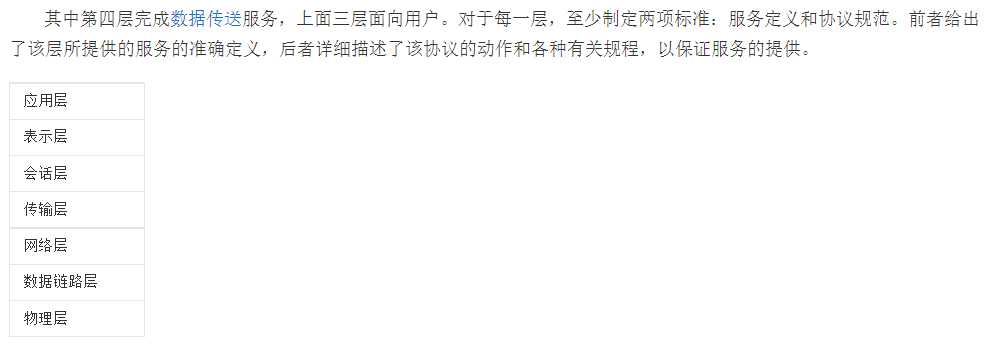 其中第四层完成数据传送服务，上面三层面向用户。对于每一层，至少制定两项标准：服务定义和协议规范。前者给出
了该层所提供的服务的准确定义，后者详细描述了该协议的动作和各种有关规程，以保证服务的提供。
应用层
表示层
会话层
传输层
网络层
数据链路层
物理层